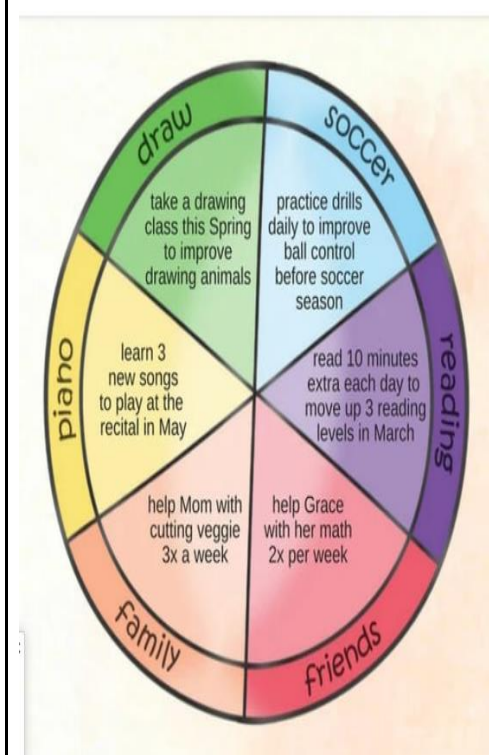 draw
take a drawing
class this Spring
to improve
drawing animals
soccer
practice drills
daily to improve
ball control
before soccer
season
reading
read 10 minutes
extra each day to
move up 3 reading
levels in March
friends
help Grace
with her math
2x per week
family
help Mom with
cutting veggie
3x a week
piano
learn 3
new songs
to play at the
recital in May